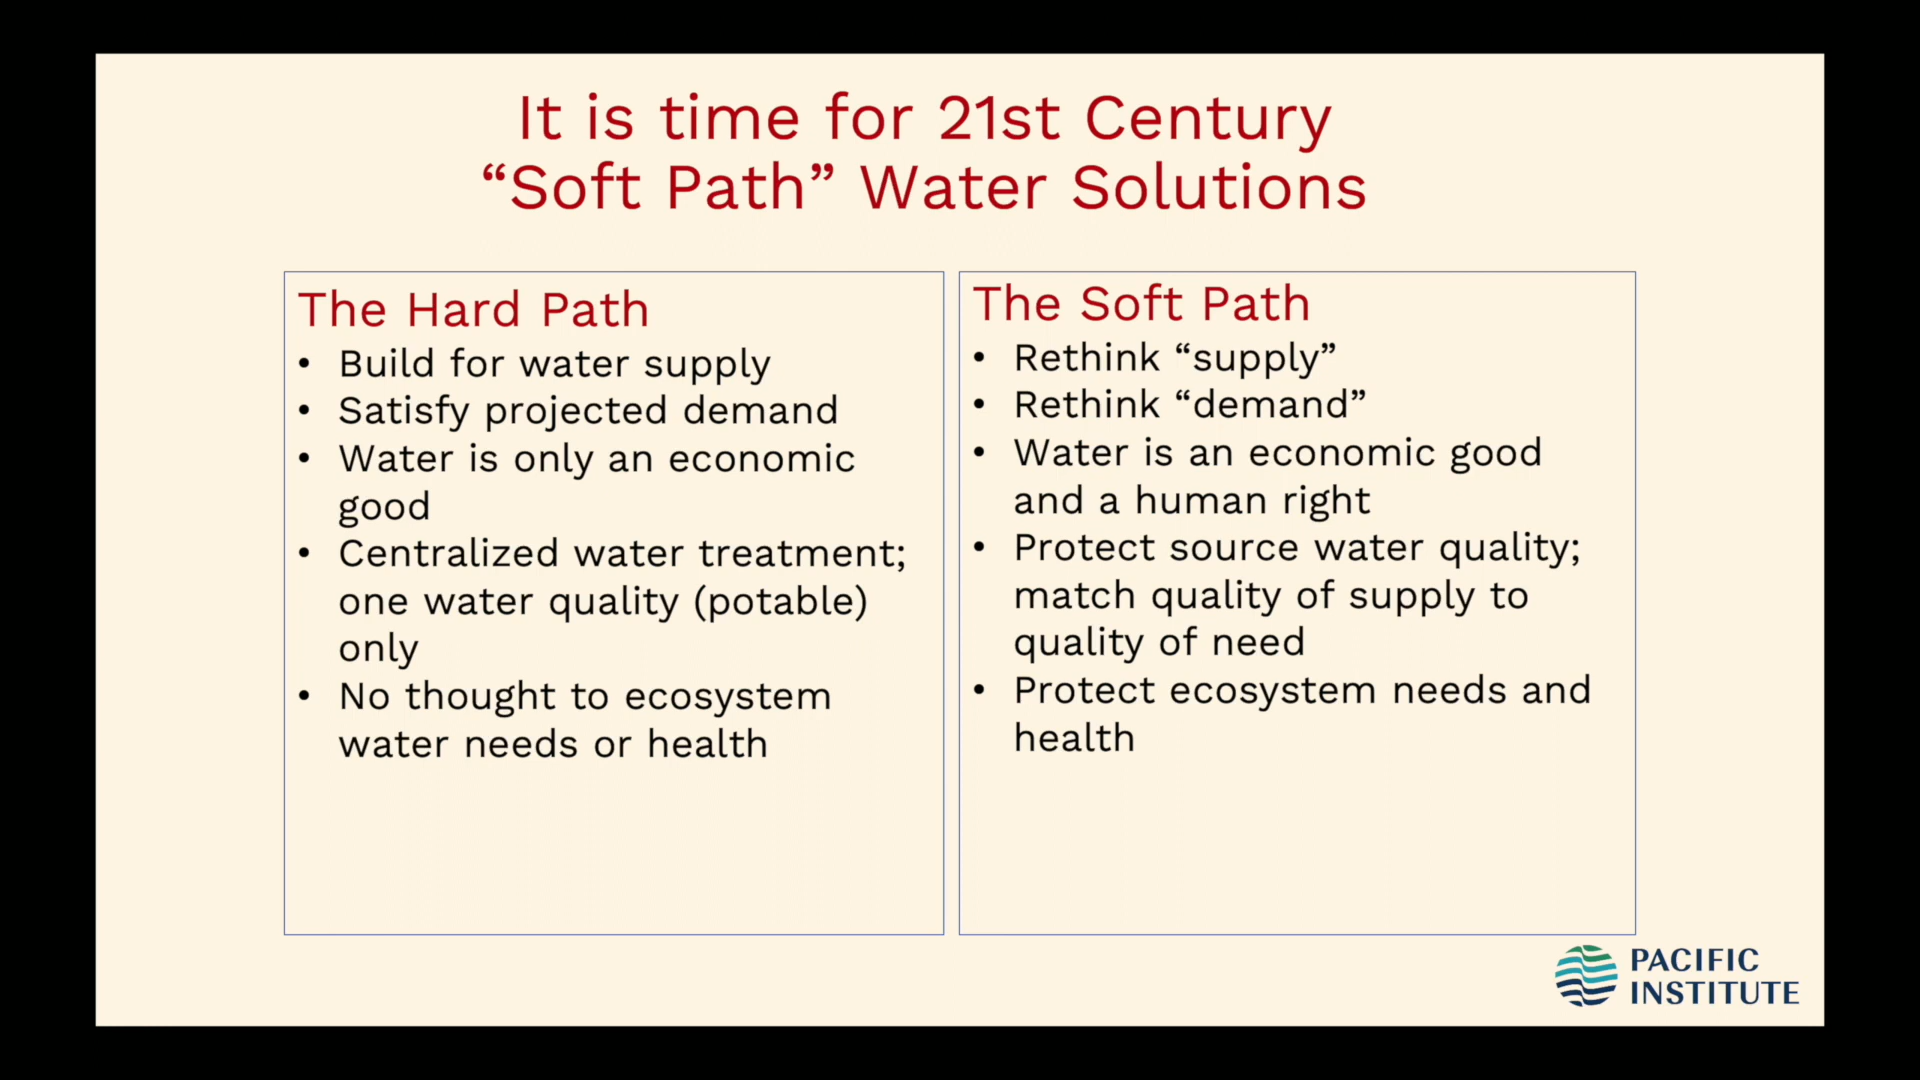 It is time for 21st Century
“Soft Path” Water Solutions
The Hard Path
• Build for water supply
• Satisfy projected demand
• Water is only an economic
good
• Centralized water treatment;
one water quality (potable)
only
• No thought to ecosystem
water needs or health
The Soft Path
• Rethink “supply”
• Rethink “demand”
• Water is an economic good
and a human right
• Protect source water quality;
match quality of supply to
quality of need
• Protect ecosystem needs and
health
PACIFIC
INSTITUTE